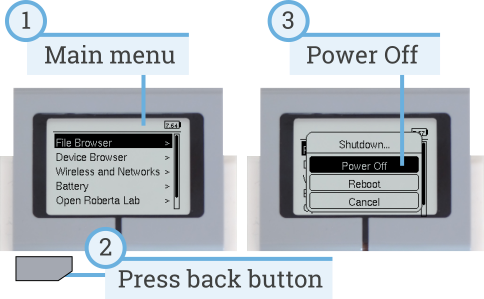 1
Main menu
7.64
File Browser >
Device Browser >
Wireless and Networks >
Battery >
Open Roberta Lab >
2
Press back button
3
Power Off
Shutdown...
Power Off
Reboot
Cancel